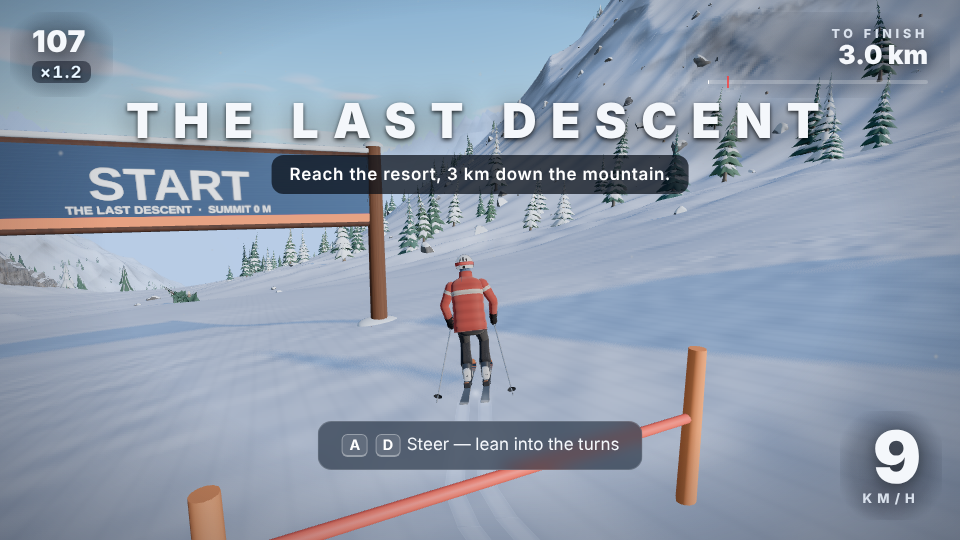 107
×1.2
TO FINISH
3.0 km
THE LAST DESCENT
Reach the resort, 3 km down the mountain.
START
THE LAST DESCENT · SUMMIT 0 M
A D Steer — lean into the turns
9
KM/H